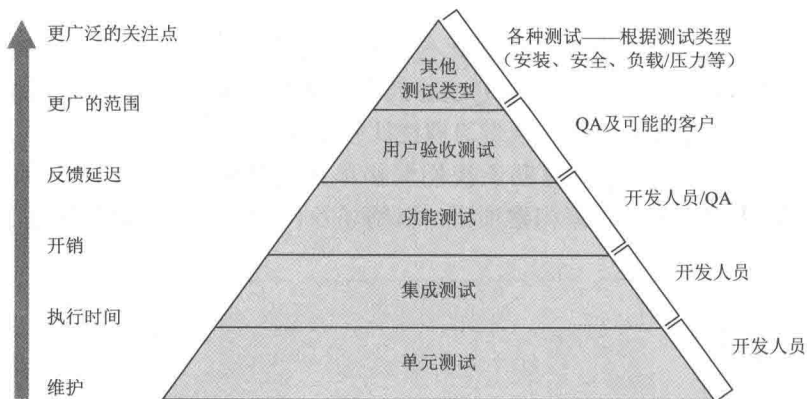 更广泛的关注点
更广的范围
反馈延迟
开销
执行时间
维护
其他
测试类型
用户验收测试
功能测试
集成测试
单元测试
各种测试——根据测试类型
（安装、安全、负载/压力等）
QA及可能的客户
开发人员/QA
开发人员
开发人员